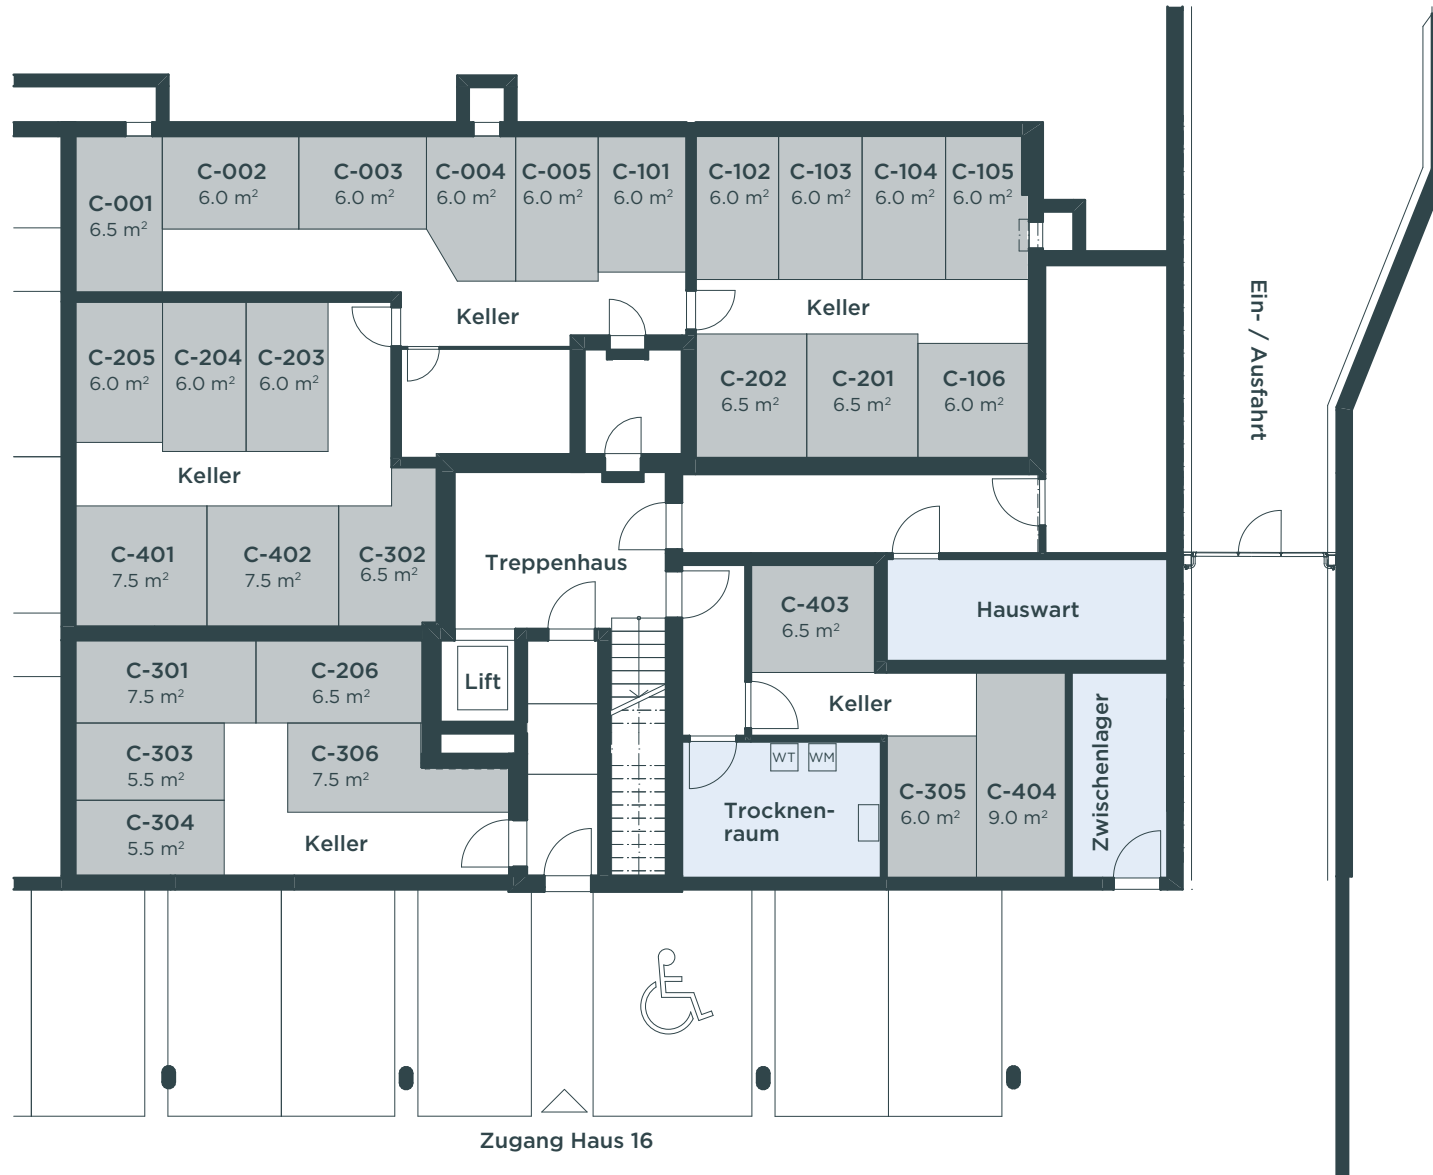 C-001
6.5 m²
C-002
6.0 m²
C-003
6.0 m²
C-004
6.0 m²
C-005
6.0 m²
C-101
6.0 m²
C-102
6.0 m²
C-103
6.0 m²
C-104
6.0 m²
C-105
6.0 m²
Keller
Keller
Ein- / Ausfahrt
C-205
6.0 m²
C-204
6.0 m²
C-203
6.0 m²
C-202
6.5 m²
C-201
6.5 m²
C-106
6.0 m²
Keller
C-401
7.5 m²
C-402
7.5 m²
C-302
6.5 m²
Treppenhaus
C-403
6.5 m²
Hauswart
C-301
7.5 m²
C-206
6.5 m²
Lift
Keller
C-303
5.5 m²
C-306
7.5 m²
WT
WM
C-304
5.5 m²
Keller
Trocknen-
raum
C-305
6.0 m²
C-404
9.0 m²
Zwischenlager
Zugang Haus 16